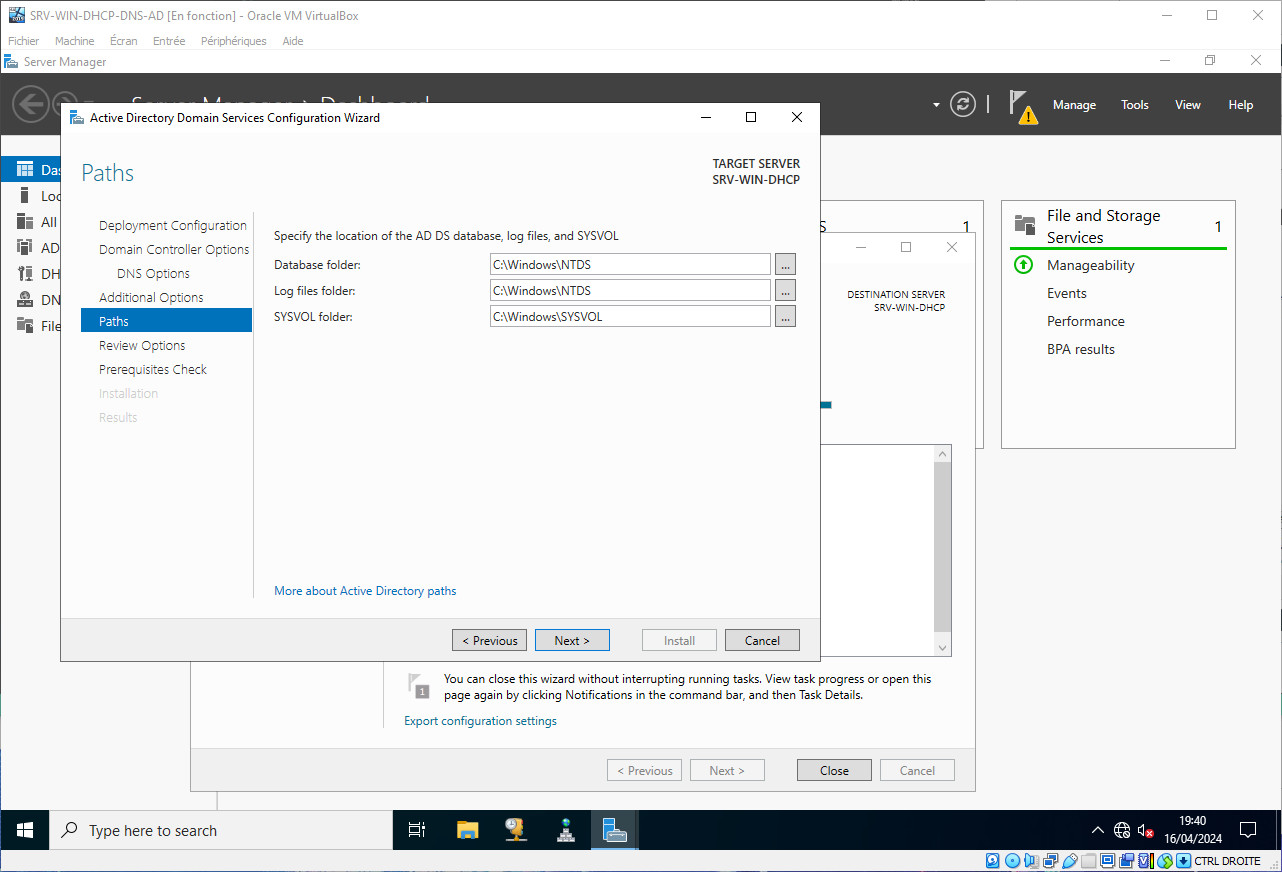 SRV-WIN-DHCP-DNS-AD [En fonction] - Oracle VM VirtualBox
Fichier Machine Écran Entrée Périphériques Aide
Server Manager
Manage Tools View Help
Active Directory Domain Services Configuration Wizard
Paths
TARGET SERVER
SRV-WIN-DHCP
Das
Loc
All
AD
DH
DN
File
Deployment Configuration
Domain Controller Options
DNS Options
Additional Options
Paths
Review Options
Prerequisites Check
Installation
Results
Specify the location of the AD DS database, log files, and SYSVOL
Database folder: C:\Windows\NTDS ...
Log files folder: C:\Windows\NTDS ...
SYSVOL folder: C:\Windows\SYSVOL ...
More about Active Directory paths
< Previous Next > Install Cancel
S 1
DESTINATION SERVER
SRV-WIN-DHCP
File and Storage
Services 1
Manageability
Events
Performance
BPA results
1
You can close this wizard without interrupting running tasks. View task progress or open this
page again by clicking Notifications in the command bar, and then Task Details.
Export configuration settings
< Previous Next > Close Cancel
Type here to search
19:40
16/04/2024
CTRL DROITE